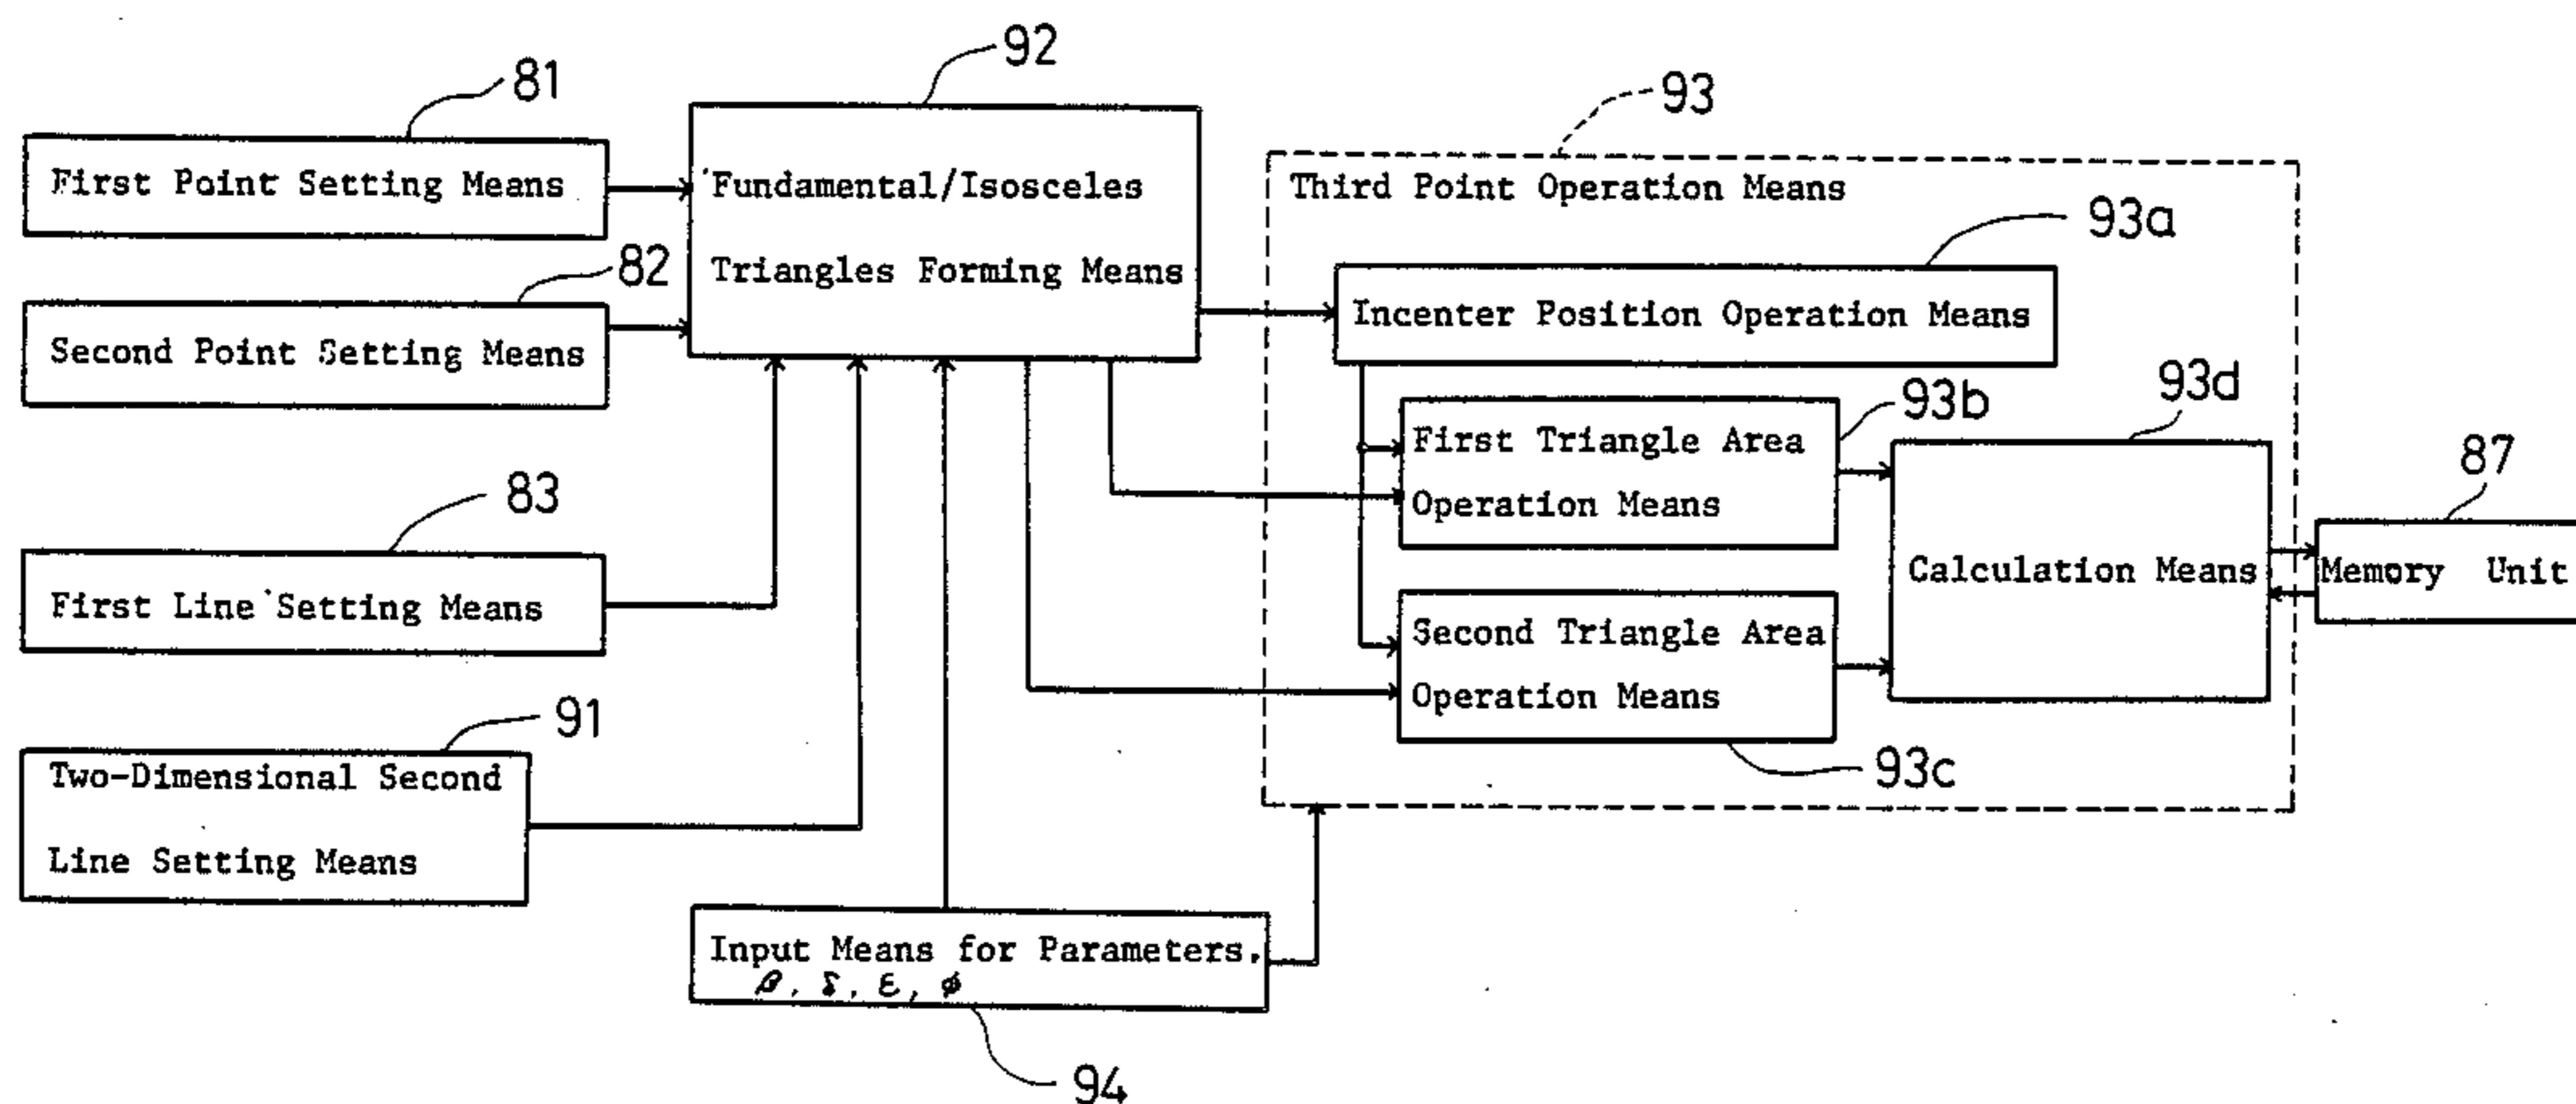 92
81
93
First Point Setting Means
Fundamental/Isosceles
Triangles Forming Means
Third Point Operation Means
93a
82
Second Point Setting Means
Incenter Position Operation Means
93b
93d
First Triangle Area
Operation Means
87
83
Calculation Means
Memory Unit
First Line Setting Means
Second Triangle Area
Operation Means
91
93c
Two-Dimensional Second
Line Setting Means
Input Means for Parameters.
β, δ, ε, φ
94